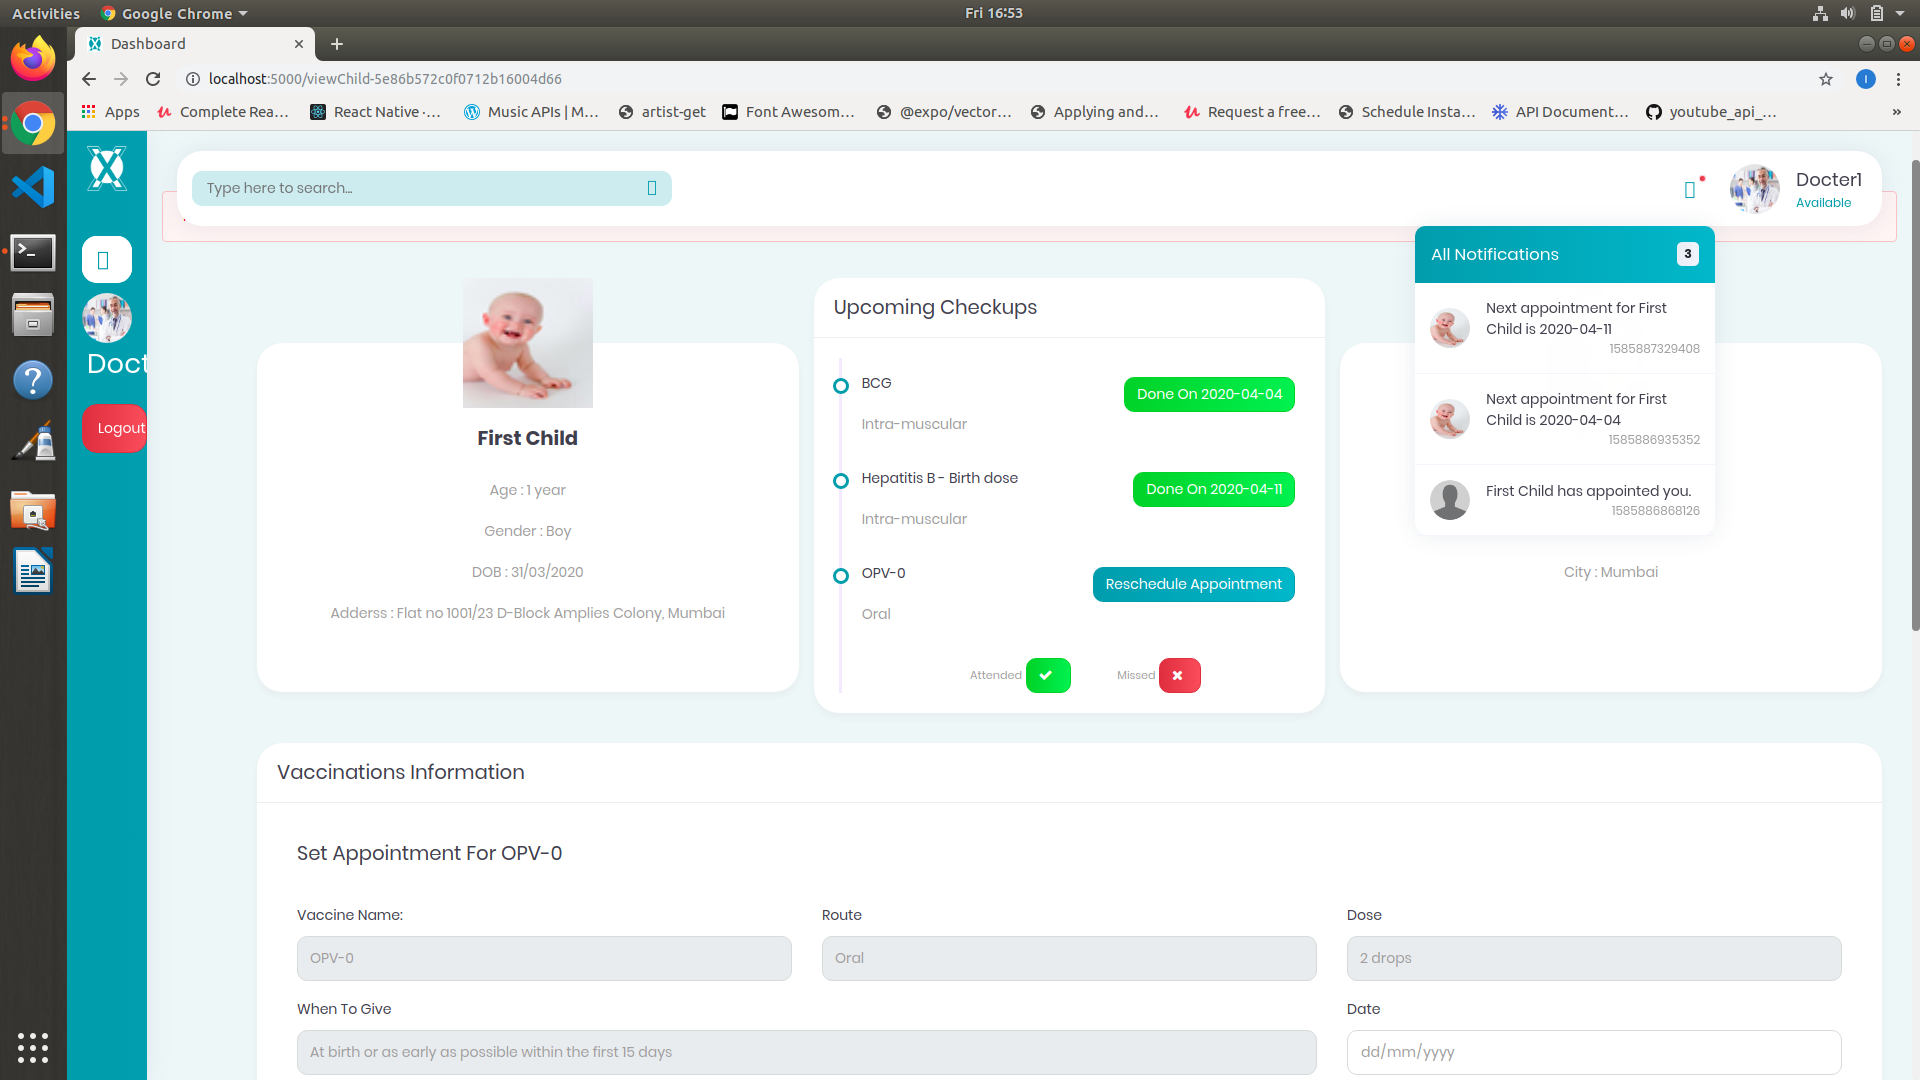 Activities
Google Chrome
Fri 16:53
Dashboard
localhost:5000/viewChild-5e86b572c0f0712b16004d66
Apps
Complete Rea...
React Native ·...
Music APIs | M...
artist-get
Font Awesom...
@expo/vector...
Applying and...
Request a free...
Schedule Insta...
API Document...
youtube_api_...
»
Type here to search...
Docter1
Available
Doct
Logout
All Notifications 3
Next appointment for First
Child is 2020-04-11
1585887329408
Next appointment for First
Child is 2020-04-04
1585886935352
First Child has appointed you.
1585886868126
First Child
Age : 1 year
Gender : Boy
DOB : 31/03/2020
Adderss : Flat no 1001/23 D-Block Amplies Colony, Mumbai
Upcoming Checkups
BCG
Done On 2020-04-04
Intra-muscular
Hepatitis B - Birth dose
Done On 2020-04-11
Intra-muscular
OPV-0
Reschedule Appointment
Oral
Attended
Missed
City : Mumbai
Vaccinations Information
Set Appointment For OPV-0
Vaccine Name:
OPV-0
Route
Oral
Dose
2 drops
When To Give
At birth or as early as possible within the first 15 days
Date
dd/mm/yyyy